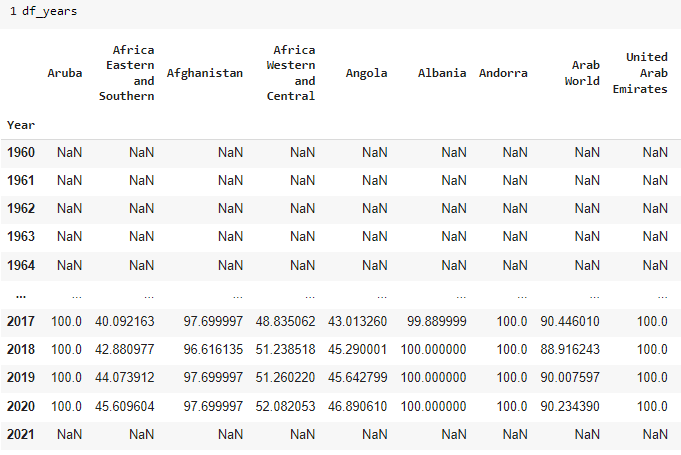 1 df_years
Aruba Africa Eastern and Southern Afghanistan Africa Western and Central Angola Albania Andorra Arab World United Arab Emirates
Year
1960 NaN NaN NaN NaN NaN NaN NaN NaN NaN
1961 NaN NaN NaN NaN NaN NaN NaN NaN NaN
1962 NaN NaN NaN NaN NaN NaN NaN NaN NaN
1963 NaN NaN NaN NaN NaN NaN NaN NaN NaN
1964 NaN NaN NaN NaN NaN NaN NaN NaN NaN
... ... ... ... ... ... ... ... ... ...
2017 100.0 40.092163 97.699997 48.835062 43.013260 99.889999 100.0 90.446010 100.0
2018 100.0 42.880977 96.616135 51.238518 45.290001 100.000000 100.0 88.916243 100.0
2019 100.0 44.073912 97.699997 51.260220 45.642799 100.000000 100.0 90.007597 100.0
2020 100.0 45.609604 97.699997 52.082053 46.890610 100.000000 100.0 90.234390 100.0
2021 NaN NaN NaN NaN NaN NaN NaN NaN NaN